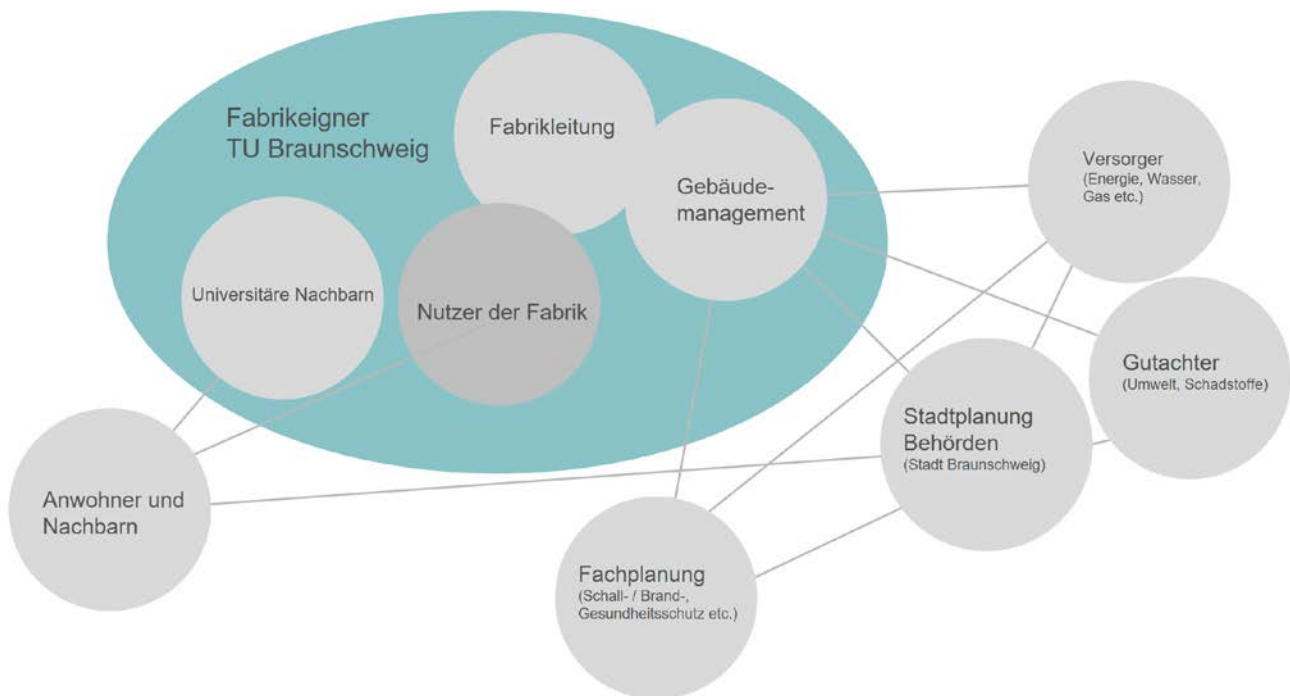 Fabrikeigner
TU Braunschweig
Fabrikleitung
Gebäude-
management
Universitäre Nachbarn
Nutzer der Fabrik
Versorger
(Energie, Wasser,
Gas etc.)
Gutachter
(Umwelt, Schadstoffe)
Stadtplanung
Behörden
(Stadt Braunschweig)
Anwohner und
Nachbarn
Fachplanung
(Schall- / Brand-,
Gesundheitsschutz etc.)